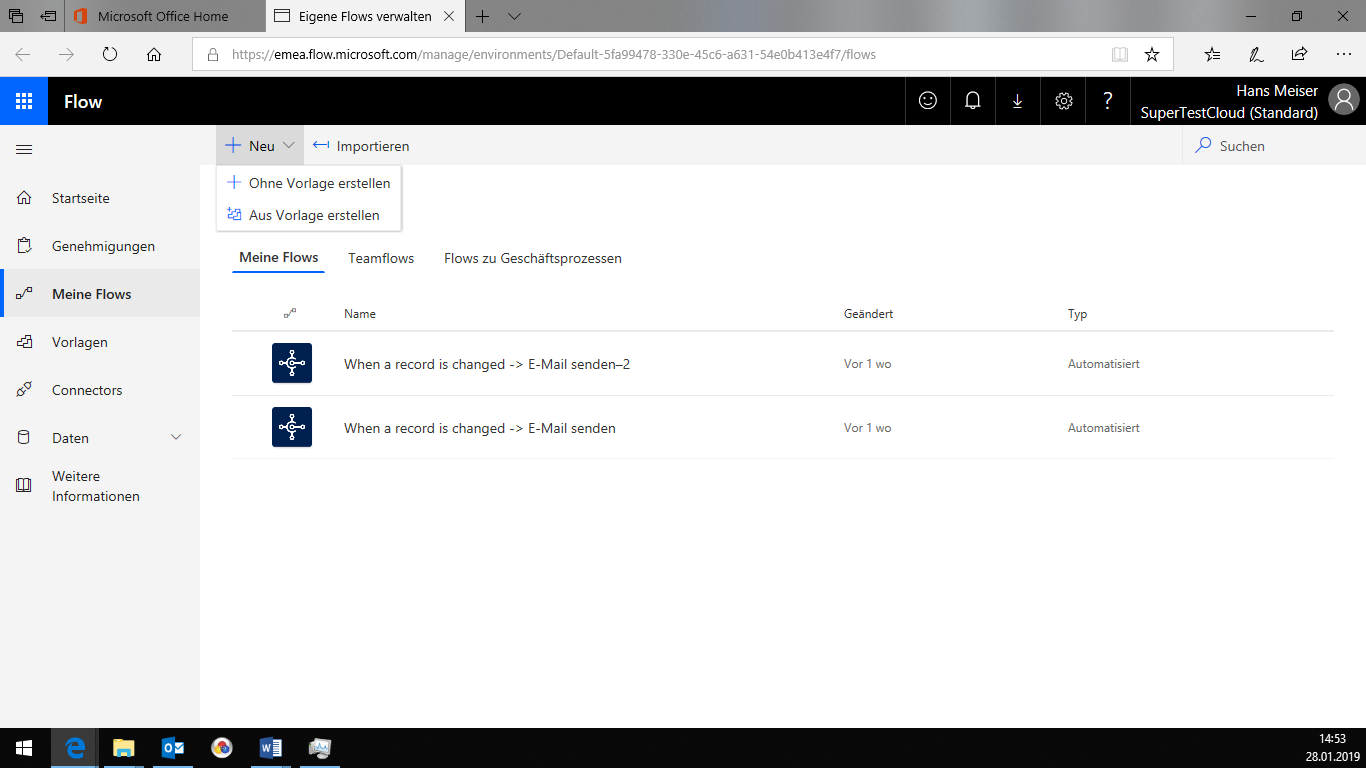 Microsoft Office Home
Eigene Flows verwalten
https://emea.flow.microsoft.com/manage/environments/Default-5fa99478-330e-45c6-a631-54e0b413e4f7/flows
Flow
Hans Meiser
SuperTestCloud (Standard)
Neu
Importieren
Suchen
Ohne Vorlage erstellen
Aus Vorlage erstellen
Startseite
Genehmigungen
Meine Flows
Vorlagen
Connectors
Daten
Weitere
Informationen
Meine Flows
Teamflows
Flows zu Geschäftsprozessen
Name
Geändert
Typ
When a record is changed -> E-Mail senden–2
Vor 1 wo
Automatisiert
When a record is changed -> E-Mail senden
Vor 1 wo
Automatisiert
14:53
28.01.2019